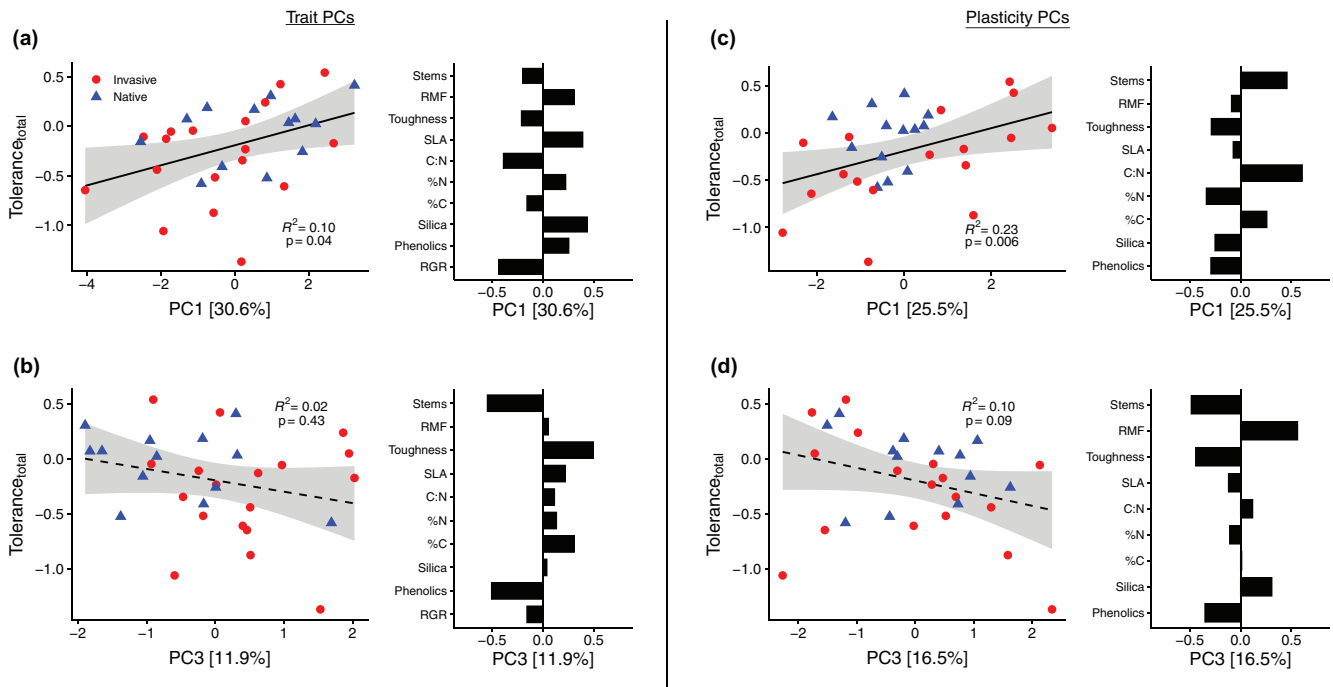 Trait PCs
Plasticity PCs
(a)
Tolerance_total
0.5
0.0
−0.5
−1.0
Invasive
Native
R² = 0.10
p = 0.04
−4
−2
0
2
PC1 [30.6%]
Stems
RMF
Toughness
SLA
C:N
%N
%C
Silica
Phenolics
RGR
−0.5
0.0
0.5
PC1 [30.6%]
(c)
Tolerance_total
0.5
0.0
−0.5
−1.0
R² = 0.23
p = 0.006
−2
0
2
PC1 [25.5%]
Stems
RMF
Toughness
SLA
C:N
%N
%C
Silica
Phenolics
−0.5
0.0
0.5
PC1 [25.5%]
(b)
Tolerance_total
0.5
0.0
−0.5
−1.0
R² = 0.02
p = 0.43
−2
−1
0
1
2
PC3 [11.9%]
Stems
RMF
Toughness
SLA
C:N
%N
%C
Silica
Phenolics
RGR
−0.5
0.0
0.5
PC3 [11.9%]
(d)
Tolerance_total
0.5
0.0
−0.5
−1.0
R² = 0.10
p = 0.09
−2
−1
0
1
2
PC3 [16.5%]
Stems
RMF
Toughness
SLA
C:N
%N
%C
Silica
Phenolics
−0.5
0.0
0.5
PC3 [16.5%]